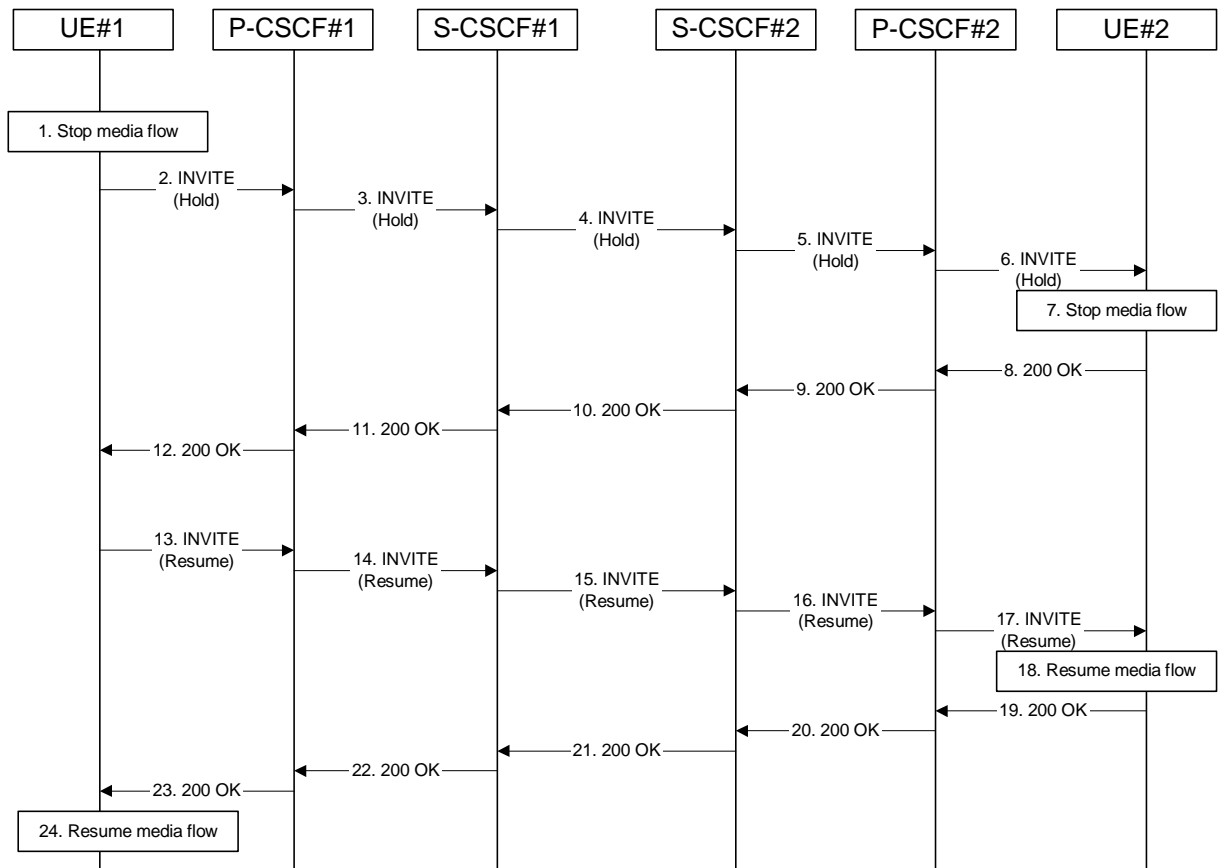 UE#1
P-CSCF#1
S-CSCF#1
S-CSCF#2
P-CSCF#2
UE#2
1. Stop media flow
2. INVITE
(Hold)
3. INVITE
(Hold)
4. INVITE
(Hold)
5. INVITE
(Hold)
6. INVITE
(Hold)
7. Stop media flow
8. 200 OK
9. 200 OK
10. 200 OK
11. 200 OK
12. 200 OK
13. INVITE
(Resume)
14. INVITE
(Resume)
15. INVITE
(Resume)
16. INVITE
(Resume)
17. INVITE
(Resume)
18. Resume media flow
19. 200 OK
20. 200 OK
21. 200 OK
22. 200 OK
23. 200 OK
24. Resume media flow